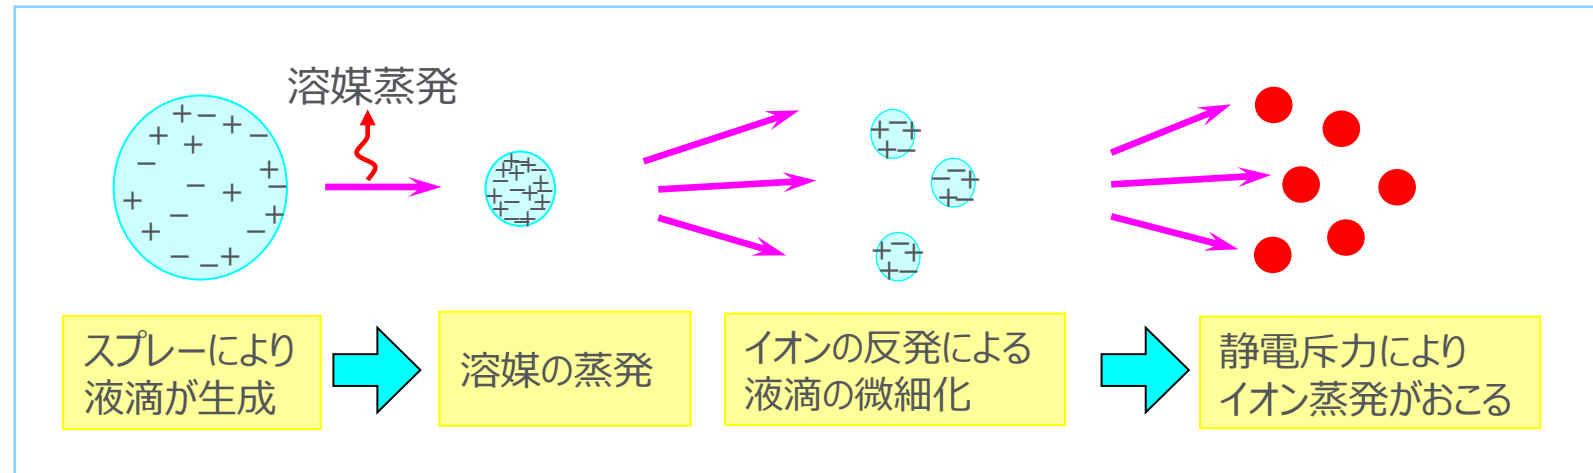 溶媒蒸発
スプレーにより
液滴が生成
溶媒の蒸発
イオンの反発による
液滴の微細化
静電斥力により
イオン蒸発がおこる